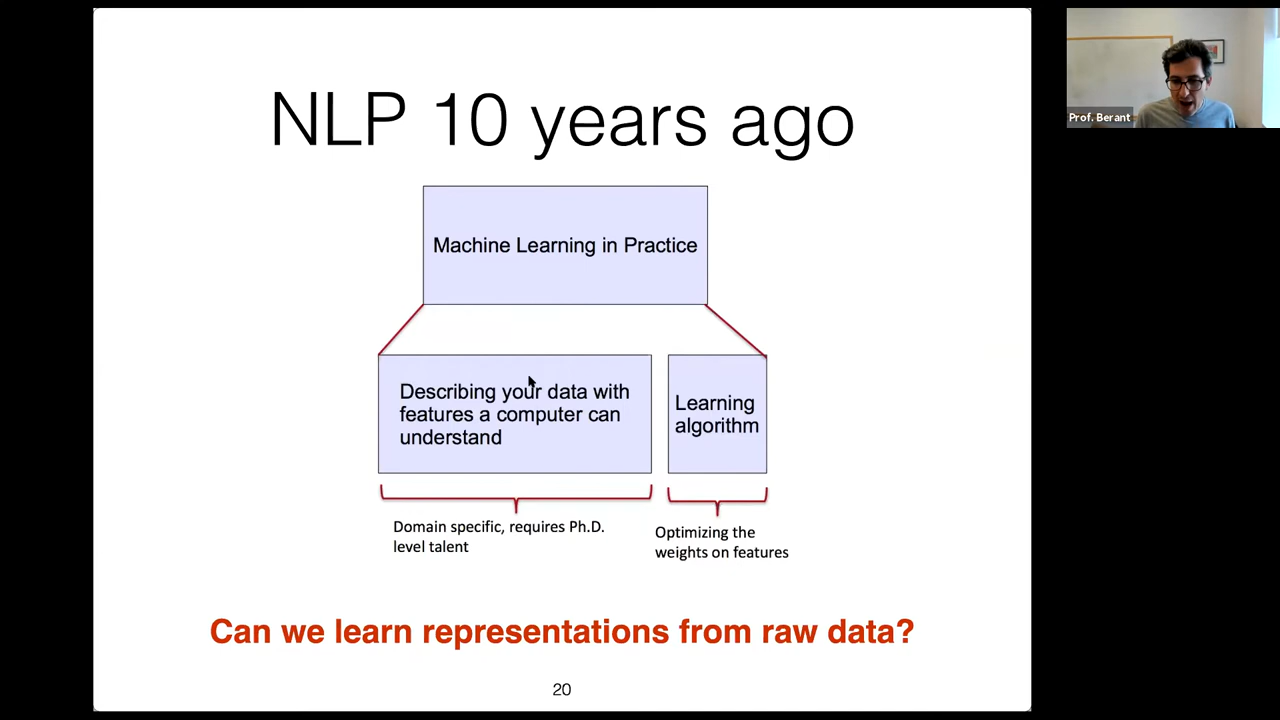 NLP 10 years ago
Prof. Berant
Machine Learning in Practice
Describing your data with
features a computer can
understand
Learning
algorithm
Domain specific, requires Ph.D.
level talent
Optimizing the
weights on features
Can we learn representations from raw data?
20